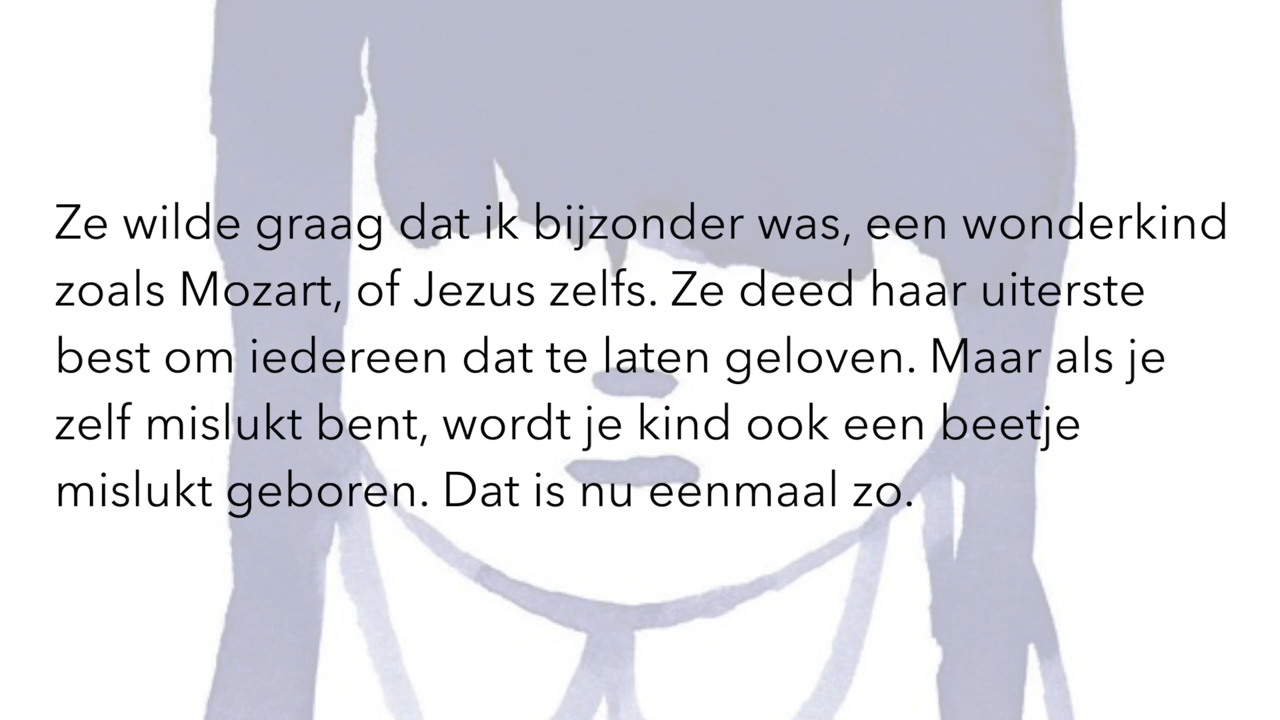 Ze wilde graag dat ik bijzonder was, een wonderkind
zoals Mozart, of Jezus zelfs. Ze deed haar uiterste
best om iedereen dat te laten geloven. Maar als je
zelf mislukt bent, wordt je kind ook een beetje
mislukt geboren. Dat is nu eenmaal zo.